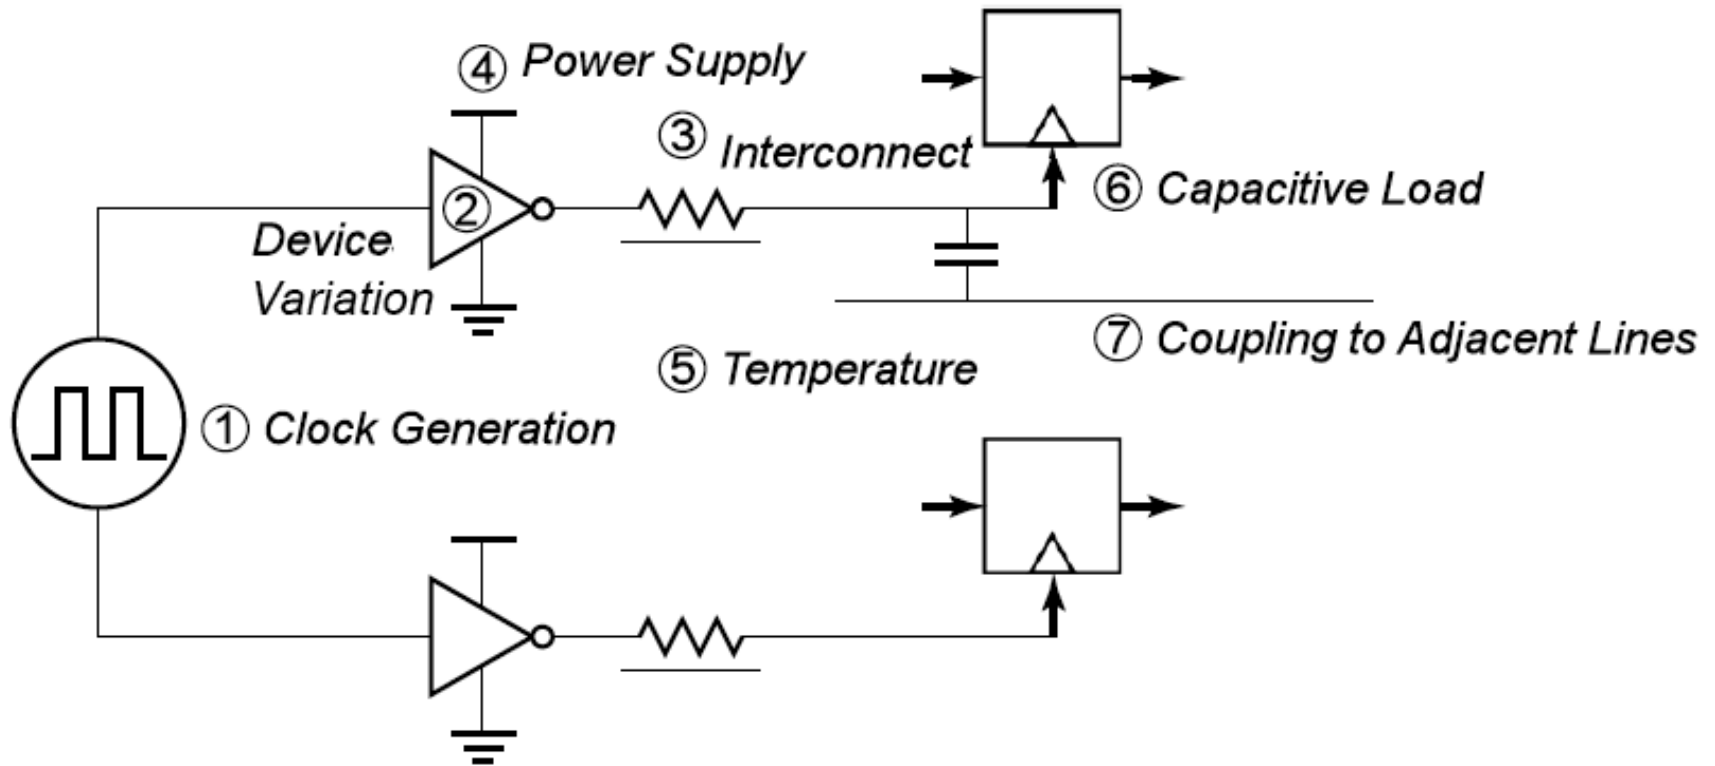 ④ Power Supply
③ Interconnect
② Device
Variation
⑥ Capacitive Load
⑦ Coupling to Adjacent Lines
⑤ Temperature
① Clock Generation